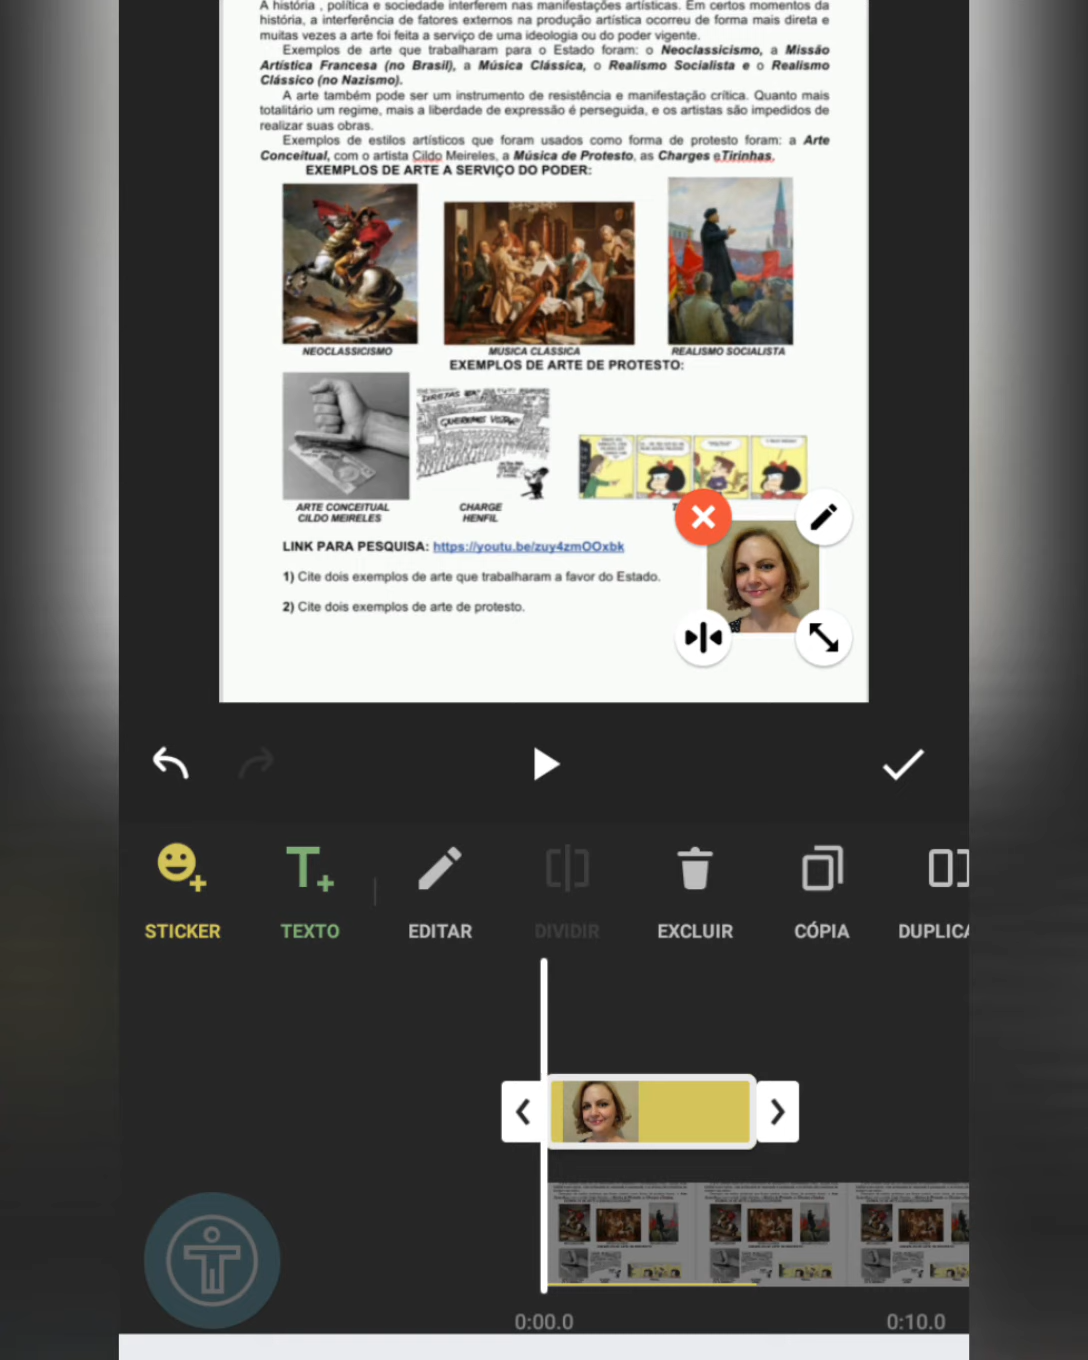 A história , política e sociedade interferem nas manifestações artísticas. Em certos momentos da
história, a interferência de fatores externos na produção artística ocorreu de forma mais direta e
muitas vezes a arte foi feita a serviço de uma ideologia ou do poder vigente.
Exemplos de arte que trabalharam para o Estado foram: o Neoclassicismo, a Missão
Artística Francesa (no Brasil), a Música Clássica, o Realismo Socialista e o Realismo
Clássico (no Nazismo).
A arte também pode ser um instrumento de resistência e manifestação crítica. Quanto mais
totalitário um regime, mais a liberdade de expressão é perseguida, e os artistas são impedidos de
realizar suas obras.
Exemplos de estilos artísticos que foram usados como forma de protesto foram: a Arte
Conceitual, com o artista Cildo Meireles, a Música de Protesto, as Charges eTirinhas.
EXEMPLOS DE ARTE A SERVIÇO DO PODER:
NEOCLASSICISMO
MÚSICA CLÁSSICA
REALISMO SOCIALISTA
EXEMPLOS DE ARTE DE PROTESTO:
QUEREMOS VOTAR
ARTE CONCEITUAL
CILDO MEIRELES
CHARGE
HENFIL
LINK PARA PESQUISA: https://youtu.be/zuy4zmOOxbk
1) Cite dois exemplos de arte que trabalharam a favor do Estado.
2) Cite dois exemplos de arte de protesto.
STICKER
TEXTO
EDITAR
DIVIDIR
EXCLUIR
CÓPIA
DUPLICA
0:00.0
0:10.0